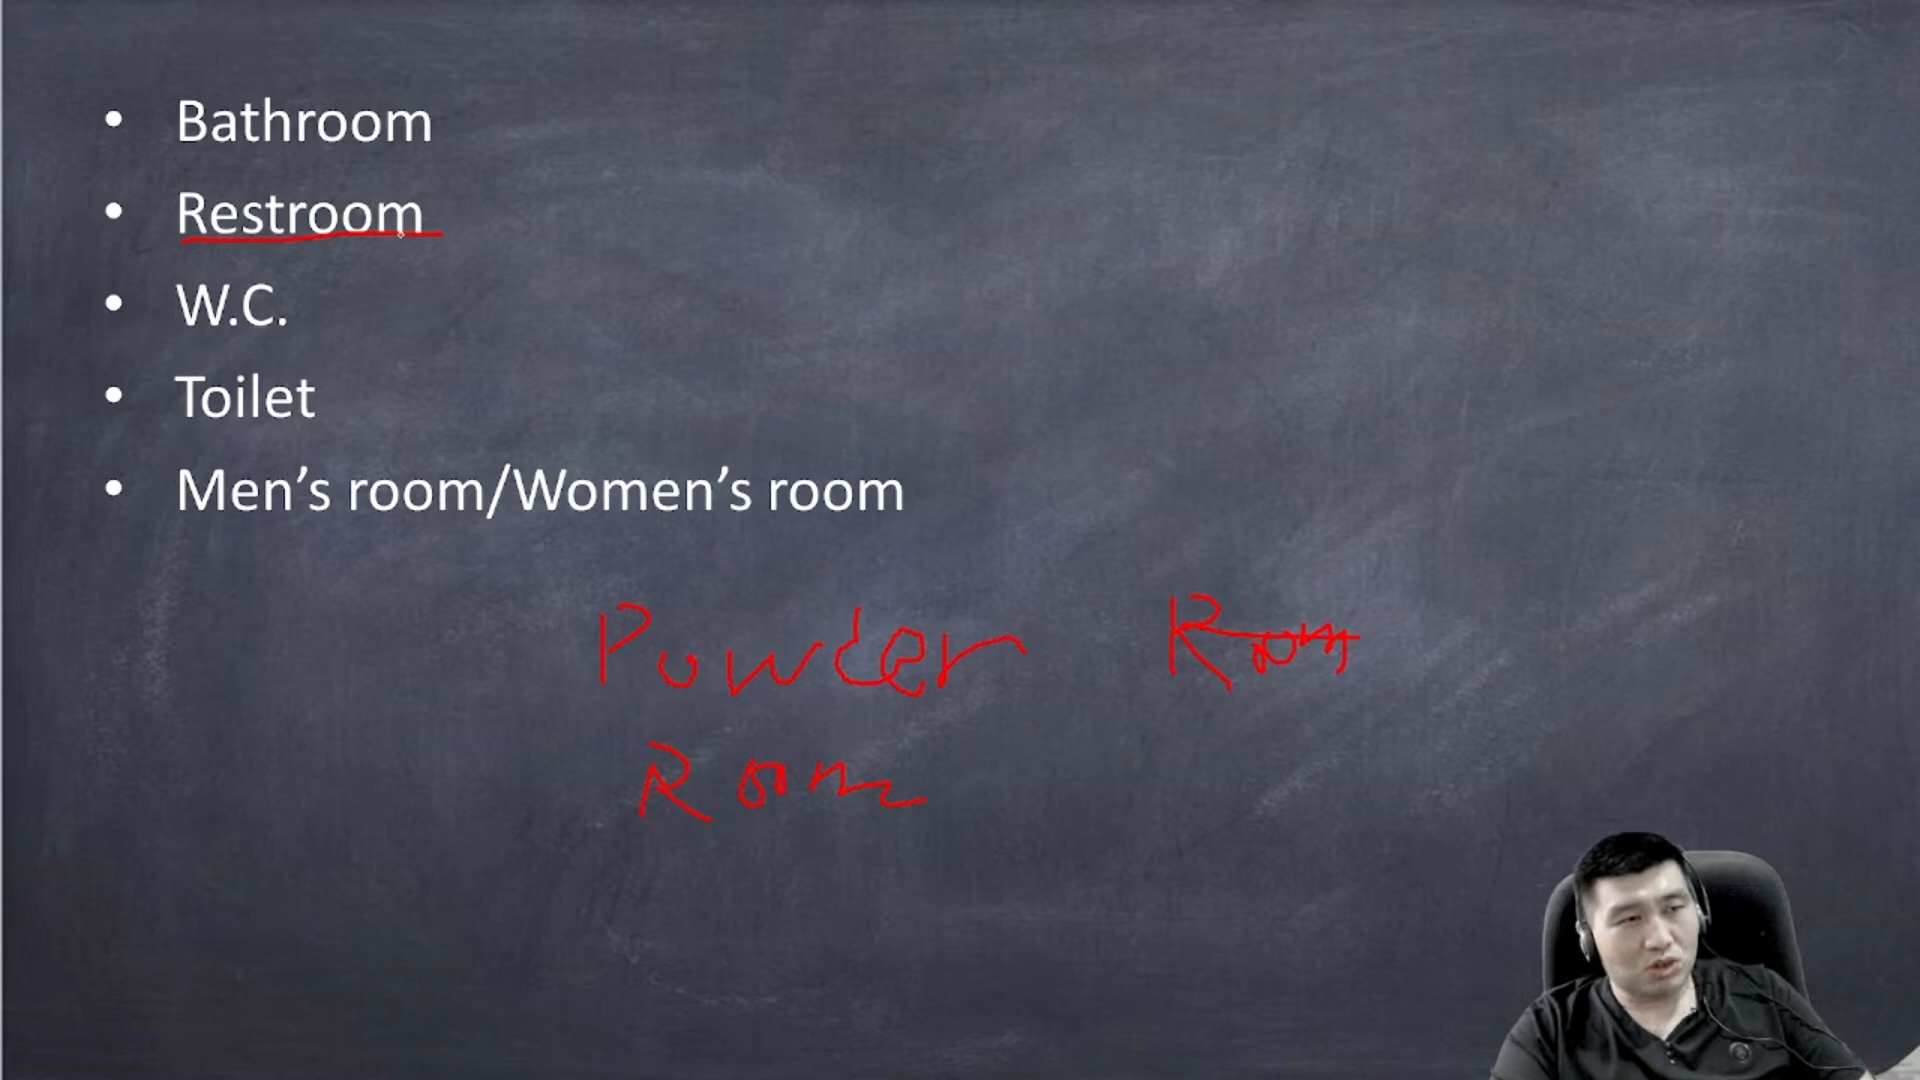 • Bathroom
• Restroom
• W.C.
• Toilet
• Men’s room/Women’s room
Powder Room
Room